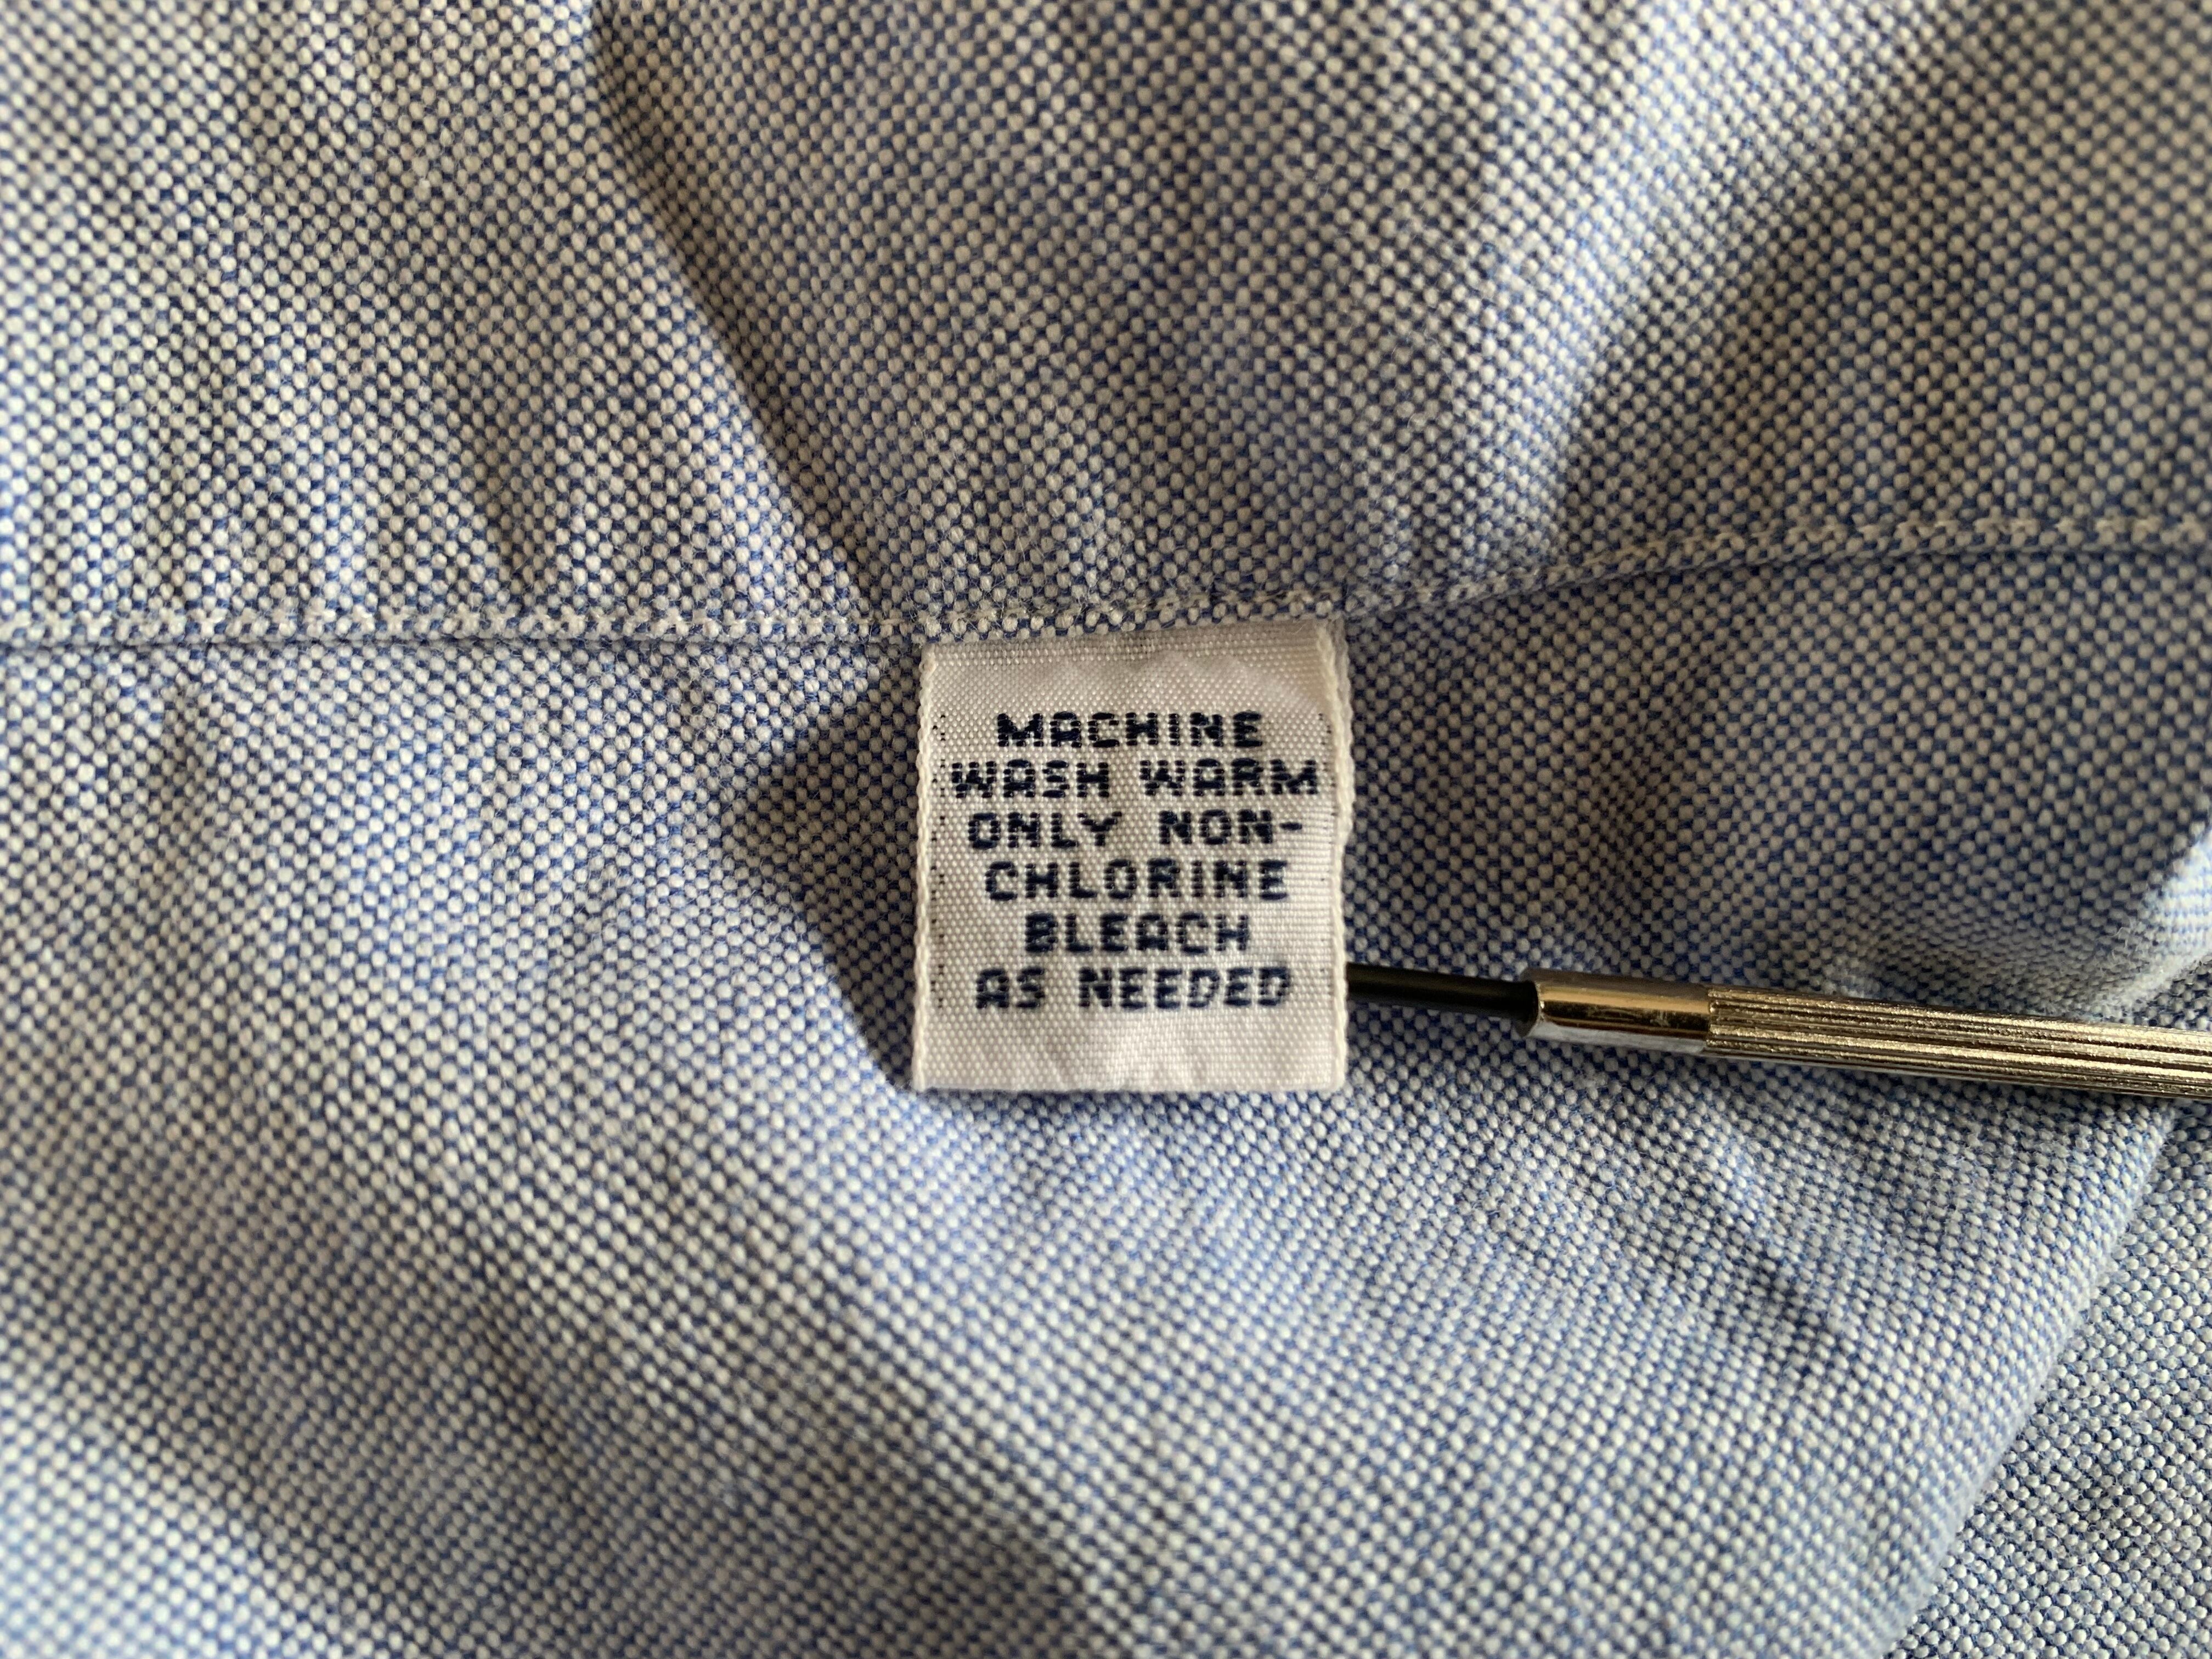 MACHINE
WASH WARM
ONLY NON-
CHLORINE
BLEACH
AS NEEDED